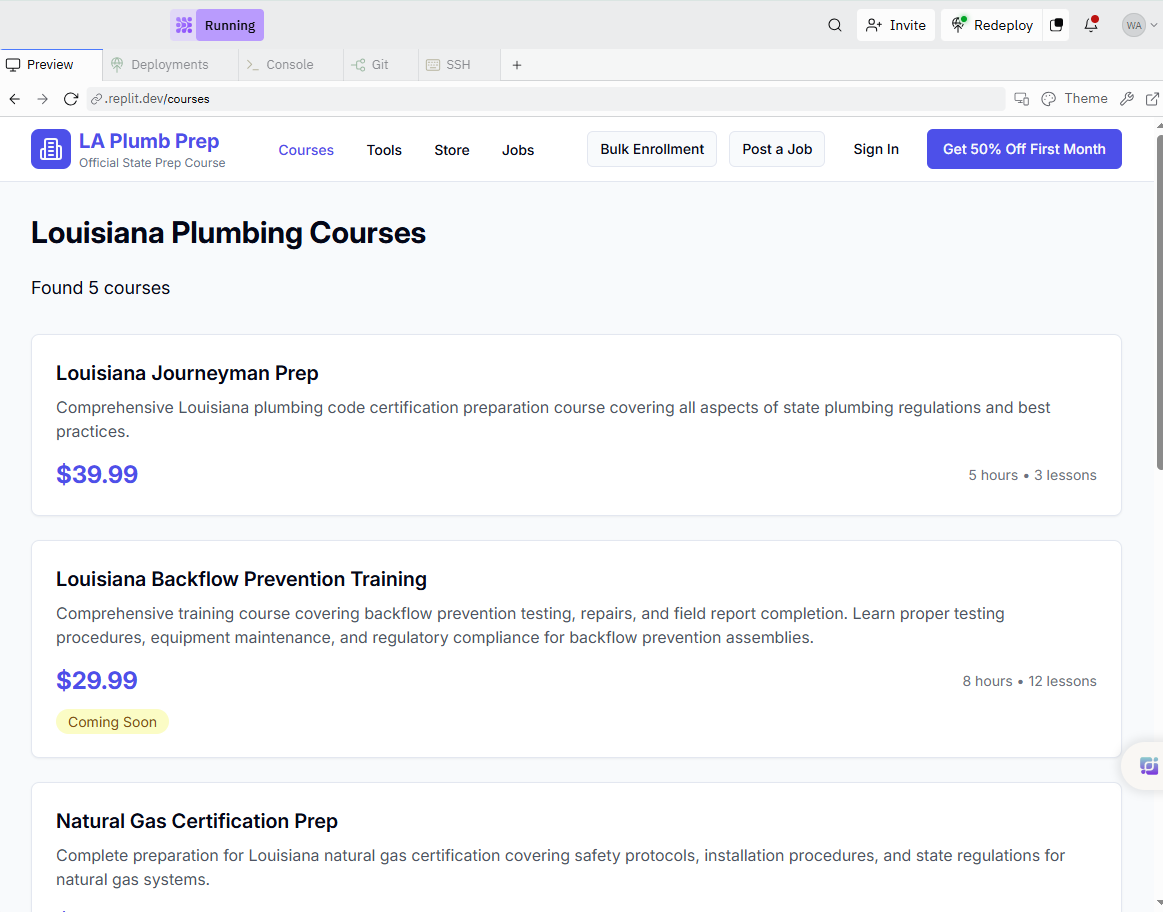 Running
Invite
Redeploy
WA
Preview
Deployments
Console
Git
SSH
.replit.dev/courses
Theme
LA Plumb Prep
Official State Prep Course
Courses
Tools
Store
Jobs
Bulk Enrollment
Post a Job
Sign In
Get 50% Off First Month
Louisiana Plumbing Courses
Found 5 courses
Louisiana Journeyman Prep
Comprehensive Louisiana plumbing code certification preparation course covering all aspects of state plumbing regulations and best
practices.
$39.99
5 hours • 3 lessons
Louisiana Backflow Prevention Training
Comprehensive training course covering backflow prevention testing, repairs, and field report completion. Learn proper testing
procedures, equipment maintenance, and regulatory compliance for backflow prevention assemblies.
$29.99
8 hours • 12 lessons
Coming Soon
Natural Gas Certification Prep
Complete preparation for Louisiana natural gas certification covering safety protocols, installation procedures, and state regulations for
natural gas systems.